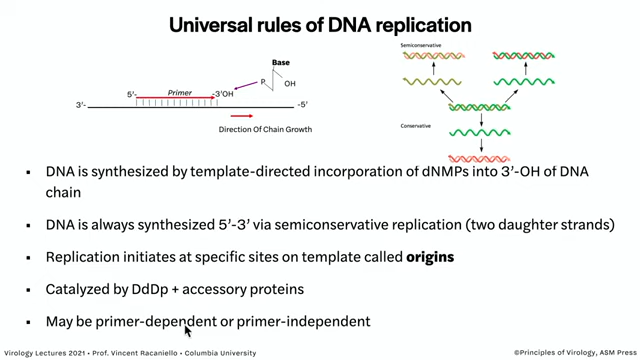 Universal rules of DNA replication
Semiconservative
Base
5'-
Primer
-3'OH
P
OH
3'-
-5'
Direction Of Chain Growth
Conservative
▪ DNA is synthesized by template-directed incorporation of dNMPs into 3'-OH of DNA
chain
▪ DNA is always synthesized 5'-3' via semiconservative replication (two daughter strands)
▪ Replication initiates at specific sites on template called origins
▪ Catalyzed by DdDp + accessory proteins
▪ May be primer-dependent or primer-independent
Virology Lectures 2021 • Prof. Vincent Racaniello • Columbia University
©Principles of Virology, ASM Press